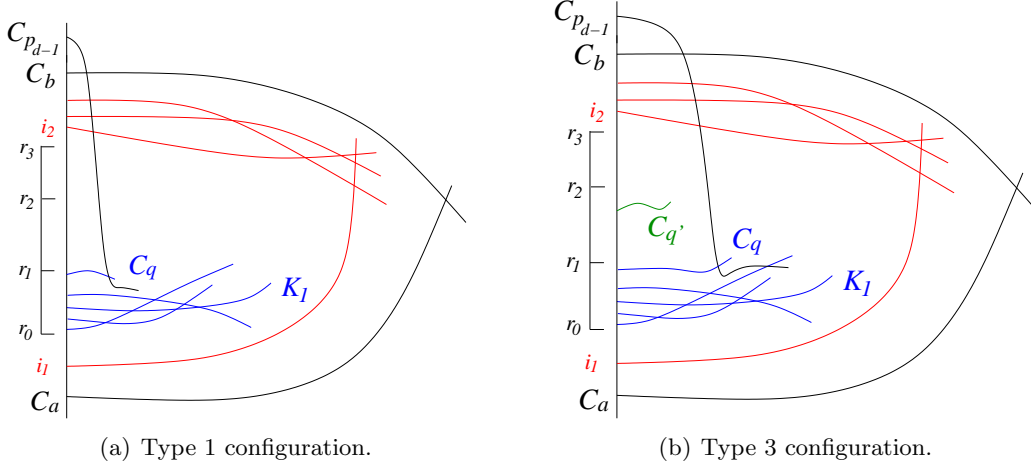 C_{p_{d-1}}
C_b
i_2
r_3
r_2
r_1
C_q
K_1
r_0
i_1
C_a
(a) Type 1 configuration.
C_{p_{d-1}}
C_b
i_2
r_3
r_2
C_{q'}
C_q
r_1
K_1
r_0
i_1
C_a
(b) Type 3 configuration.